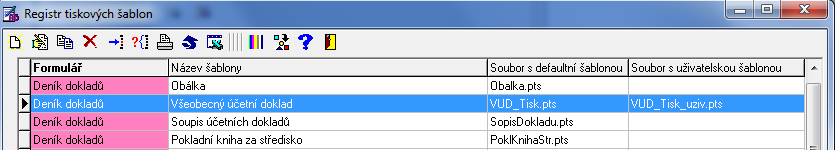 Registr tiskových šablon
Formulář Název šablony Soubor s defaultní šablonou Soubor s uživatelskou šablonou
Deník dokladů Obálka Obalka.pts
Deník dokladů Všeobecný účetní doklad VUD_Tisk.pts VUD_Tisk_uziv.pts
Deník dokladů Soupis účetních dokladů SopisDokladu.pts
Deník dokladů Pokladní kniha za středisko PoklKnihaStr.pts